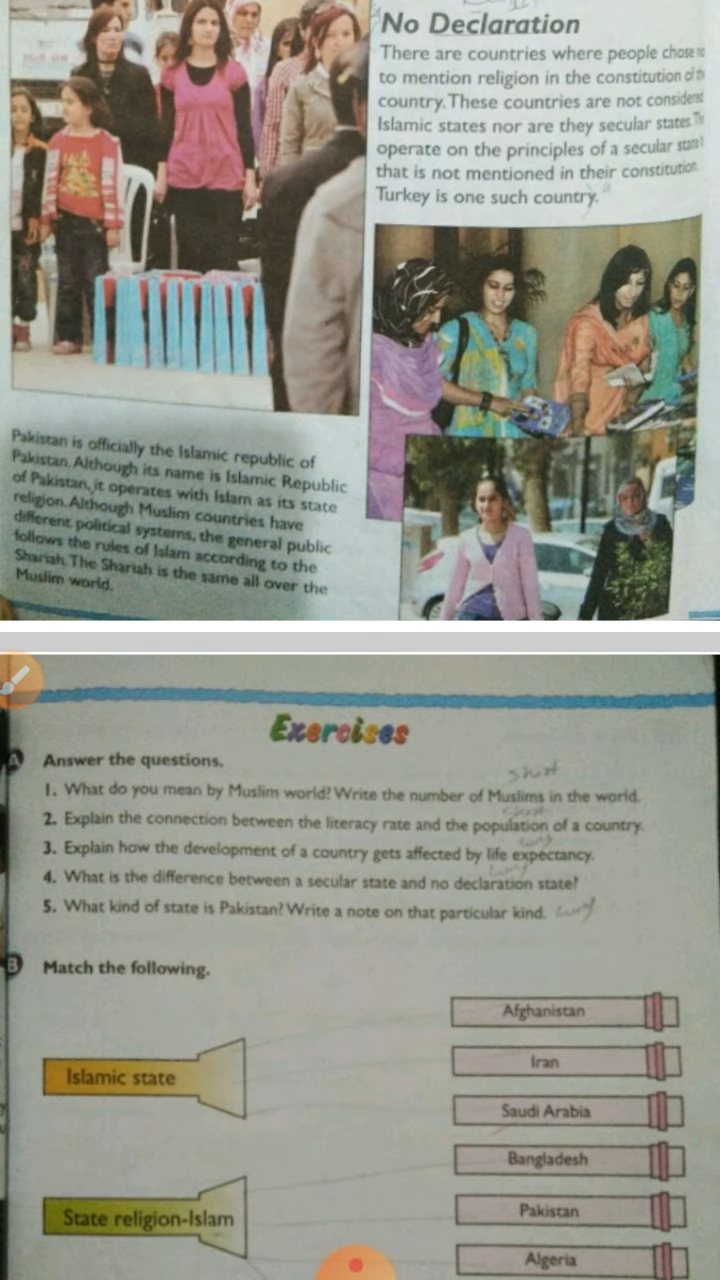 No Declaration
There are countries where people chose
to mention religion in the constitution of
country. These countries are not considered
Islamic states nor are they secular states.
operate on the principles of a secular state
that is not mentioned in their constitution
Turkey is one such country.
Pakistan is officially the Islamic republic of
Pakistan. Although its name is Islamic Republic
of Pakistan, it operates with Islam as its state
religion. Although Muslim countries have
different political systems, the general public
follows the rules of Islam according to the
Shariah. The Shariah is the same all over the
Muslim world.
Exercises
A Answer the questions.
short
1. What do you mean by Muslim world? Write the number of Muslims in the world.
2. Explain the connection between the literacy rate and the population of a country.
3. Explain how the development of a country gets affected by life expectancy.
4. What is the difference between a secular state and no declaration state?
5. What kind of state is Pakistan? Write a note on that particular kind.
B Match the following.
Afghanistan
Iran
Islamic state
Saudi Arabia
Bangladesh
Pakistan
State religion-Islam
Algeria